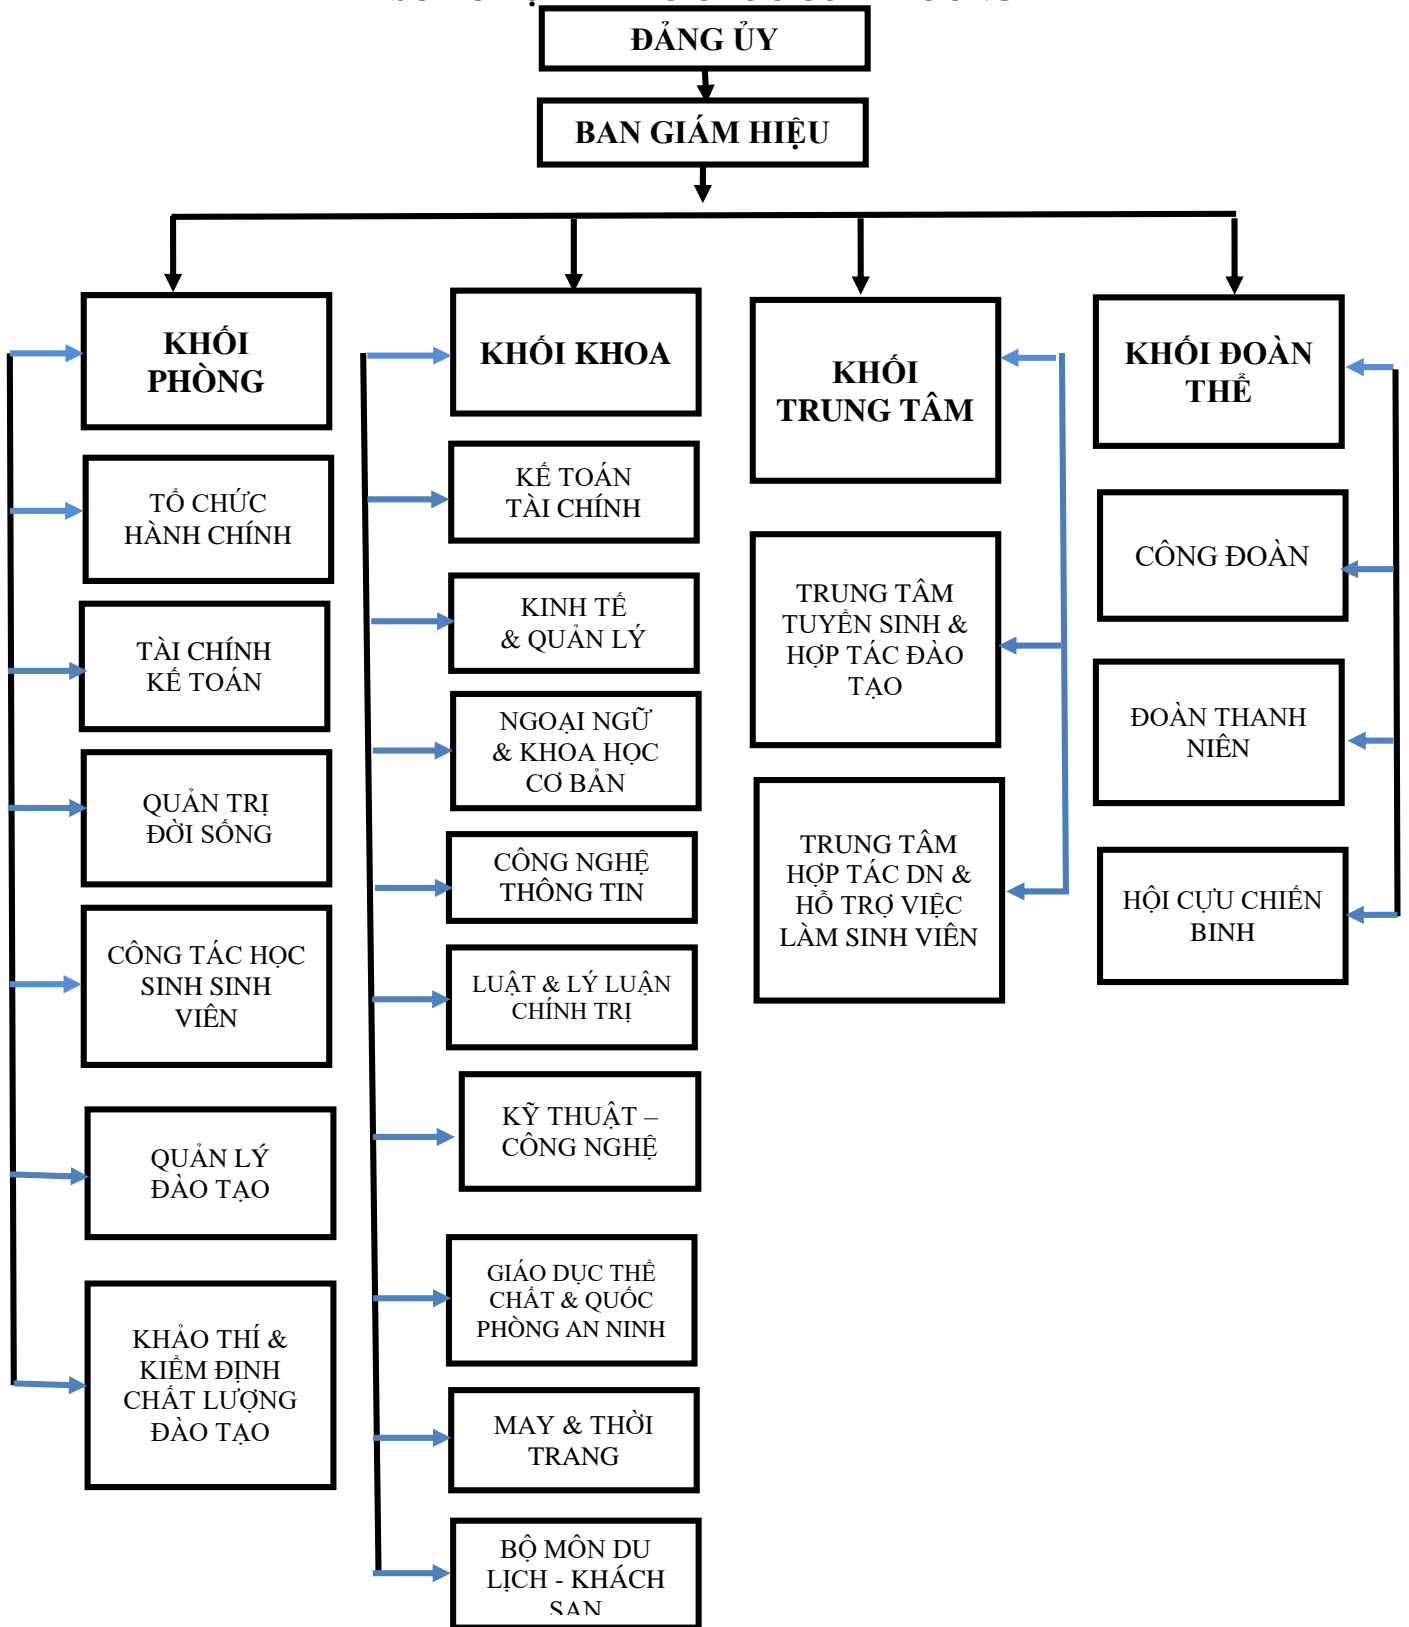 ĐẢNG ỦY
BAN GIÁM HIỆU
KHỐI
PHÒNG
TỔ CHỨC
HÀNH CHÍNH
TÀI CHÍNH
KẾ TOÁN
QUẢN TRỊ
ĐỜI SỐNG
CÔNG TÁC HỌC
SINH SINH
VIÊN
QUẢN LÝ
ĐÀO TẠO
KHẢO THÍ &
KIỂM ĐỊNH
CHẤT LƯỢNG
ĐÀO TẠO
KHỐI KHOA
KẾ TOÁN
TÀI CHÍNH
KINH TẾ
& QUẢN LÝ
NGOẠI NGỮ
& KHOA HỌC
CƠ BẢN
CÔNG NGHỆ
THÔNG TIN
LUẬT & LÝ LUẬN
CHÍNH TRỊ
KỸ THUẬT –
CÔNG NGHỆ
GIÁO DỤC THỂ
CHẤT & QUỐC
PHÒNG AN NINH
MAY & THỜI
TRANG
BỘ MÔN DU
LỊCH - KHÁCH
SẠN
KHỐI
TRUNG TÂM
TRUNG TÂM
TUYỂN SINH &
HỢP TÁC ĐÀO
TẠO
TRUNG TÂM
HỢP TÁC DN &
HỖ TRỢ VIỆC
LÀM SINH VIÊN
KHỐI ĐOÀN
THỂ
CÔNG ĐOÀN
ĐOÀN THANH
NIÊN
HỘI CỰU CHIẾN
BINH